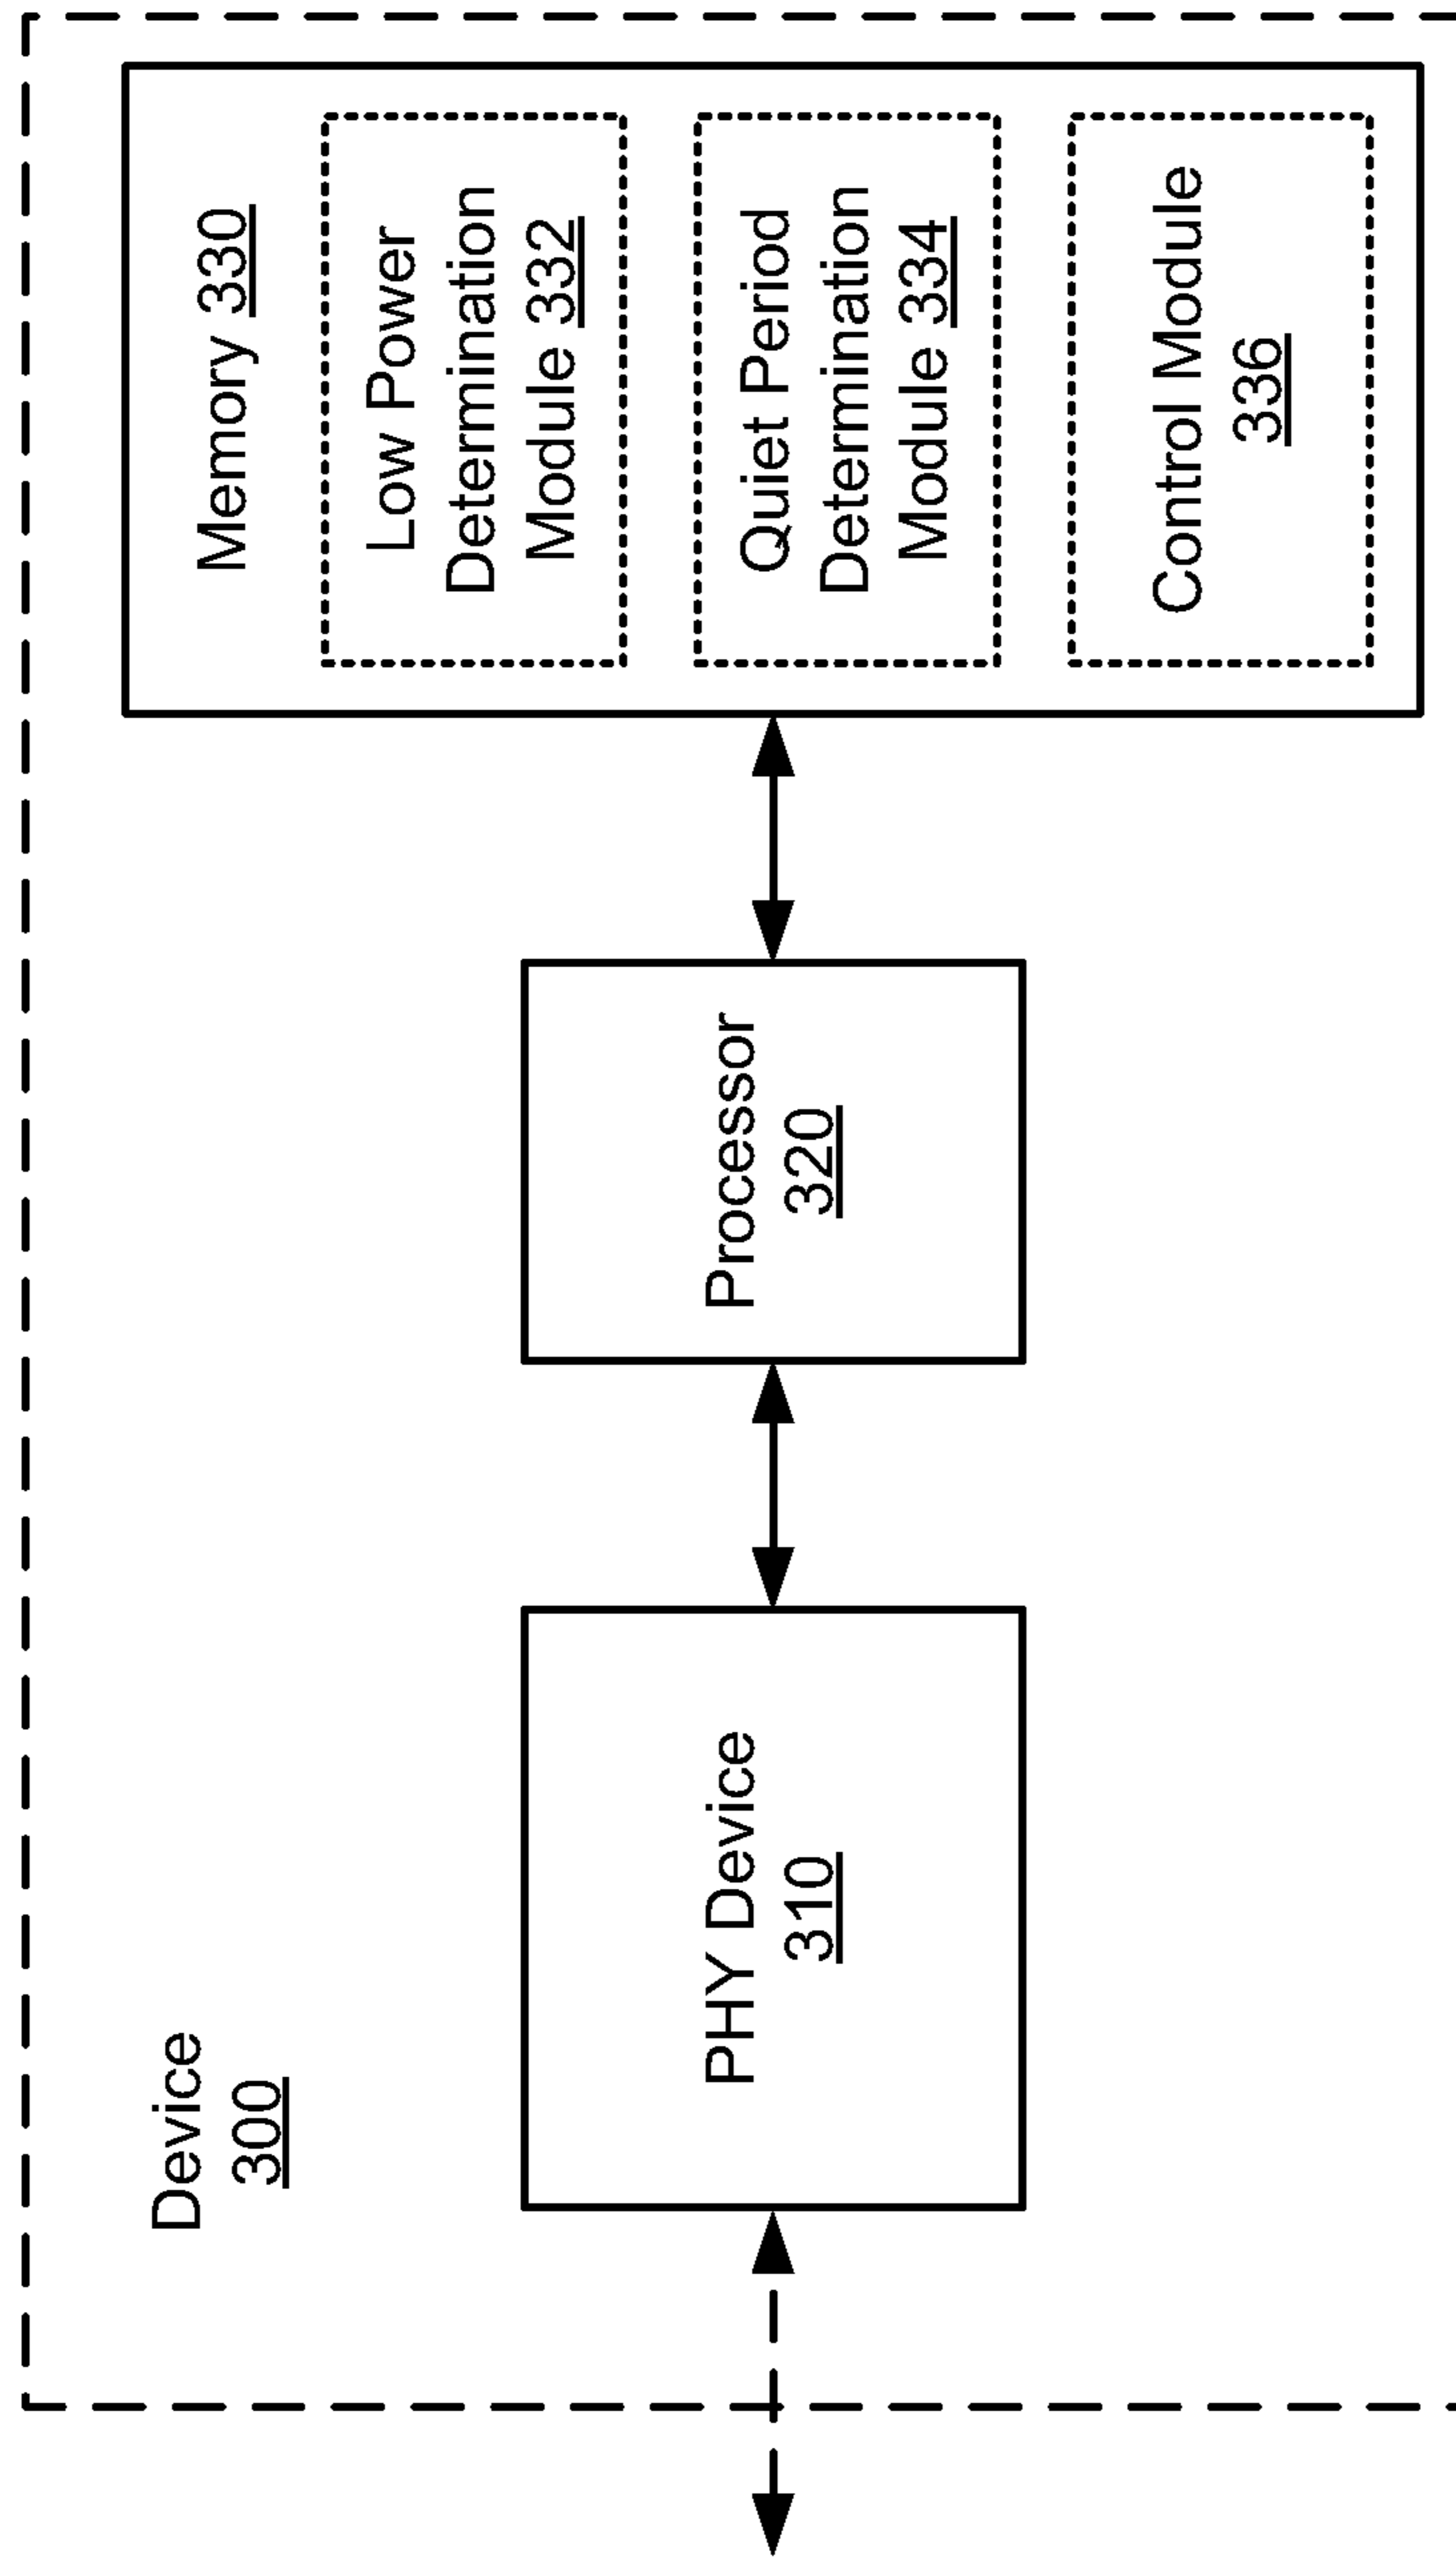 Device
300
PHY Device
310
Processor
320
Memory 330
Low Power
Determination
Module 332
Quiet Period
Determination
Module 334
Control Module
336